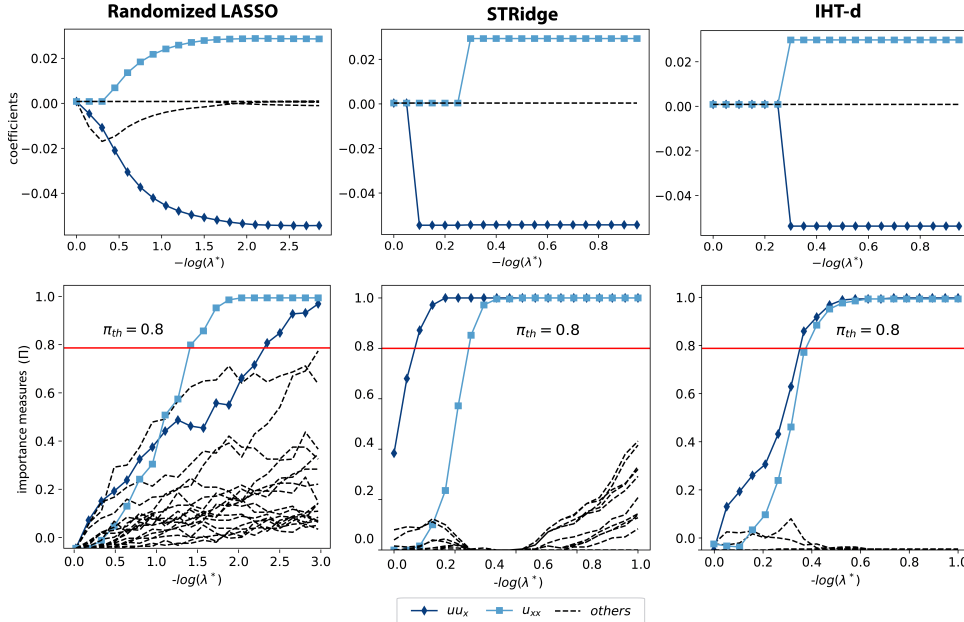 Randomized LASSO
STRidge
IHT-d
coefficients
0.02
0.00
−0.02
−0.04
0.0 0.5 1.0 1.5 2.0 2.5
−log(λ*)
0.02
0.00
−0.02
−0.04
0.0 0.2 0.4 0.6 0.8
−log(λ*)
0.02
0.00
−0.02
−0.04
0.0 0.2 0.4 0.6 0.8
−log(λ*)
importance measures (Π)
1.0
0.8
0.6
0.4
0.2
0.0
π_th = 0.8
0.0 0.5 1.0 1.5 2.0 2.5 3.0
-log(λ*)
1.0
0.8
0.6
0.4
0.2
0.0
π_th = 0.8
0.0 0.2 0.4 0.6 0.8 1.0
-log(λ*)
1.0
0.8
0.6
0.4
0.2
0.0
π_th = 0.8
0.0 0.2 0.4 0.6 0.8 1.0
-log(λ*)
uu_x u_xx others